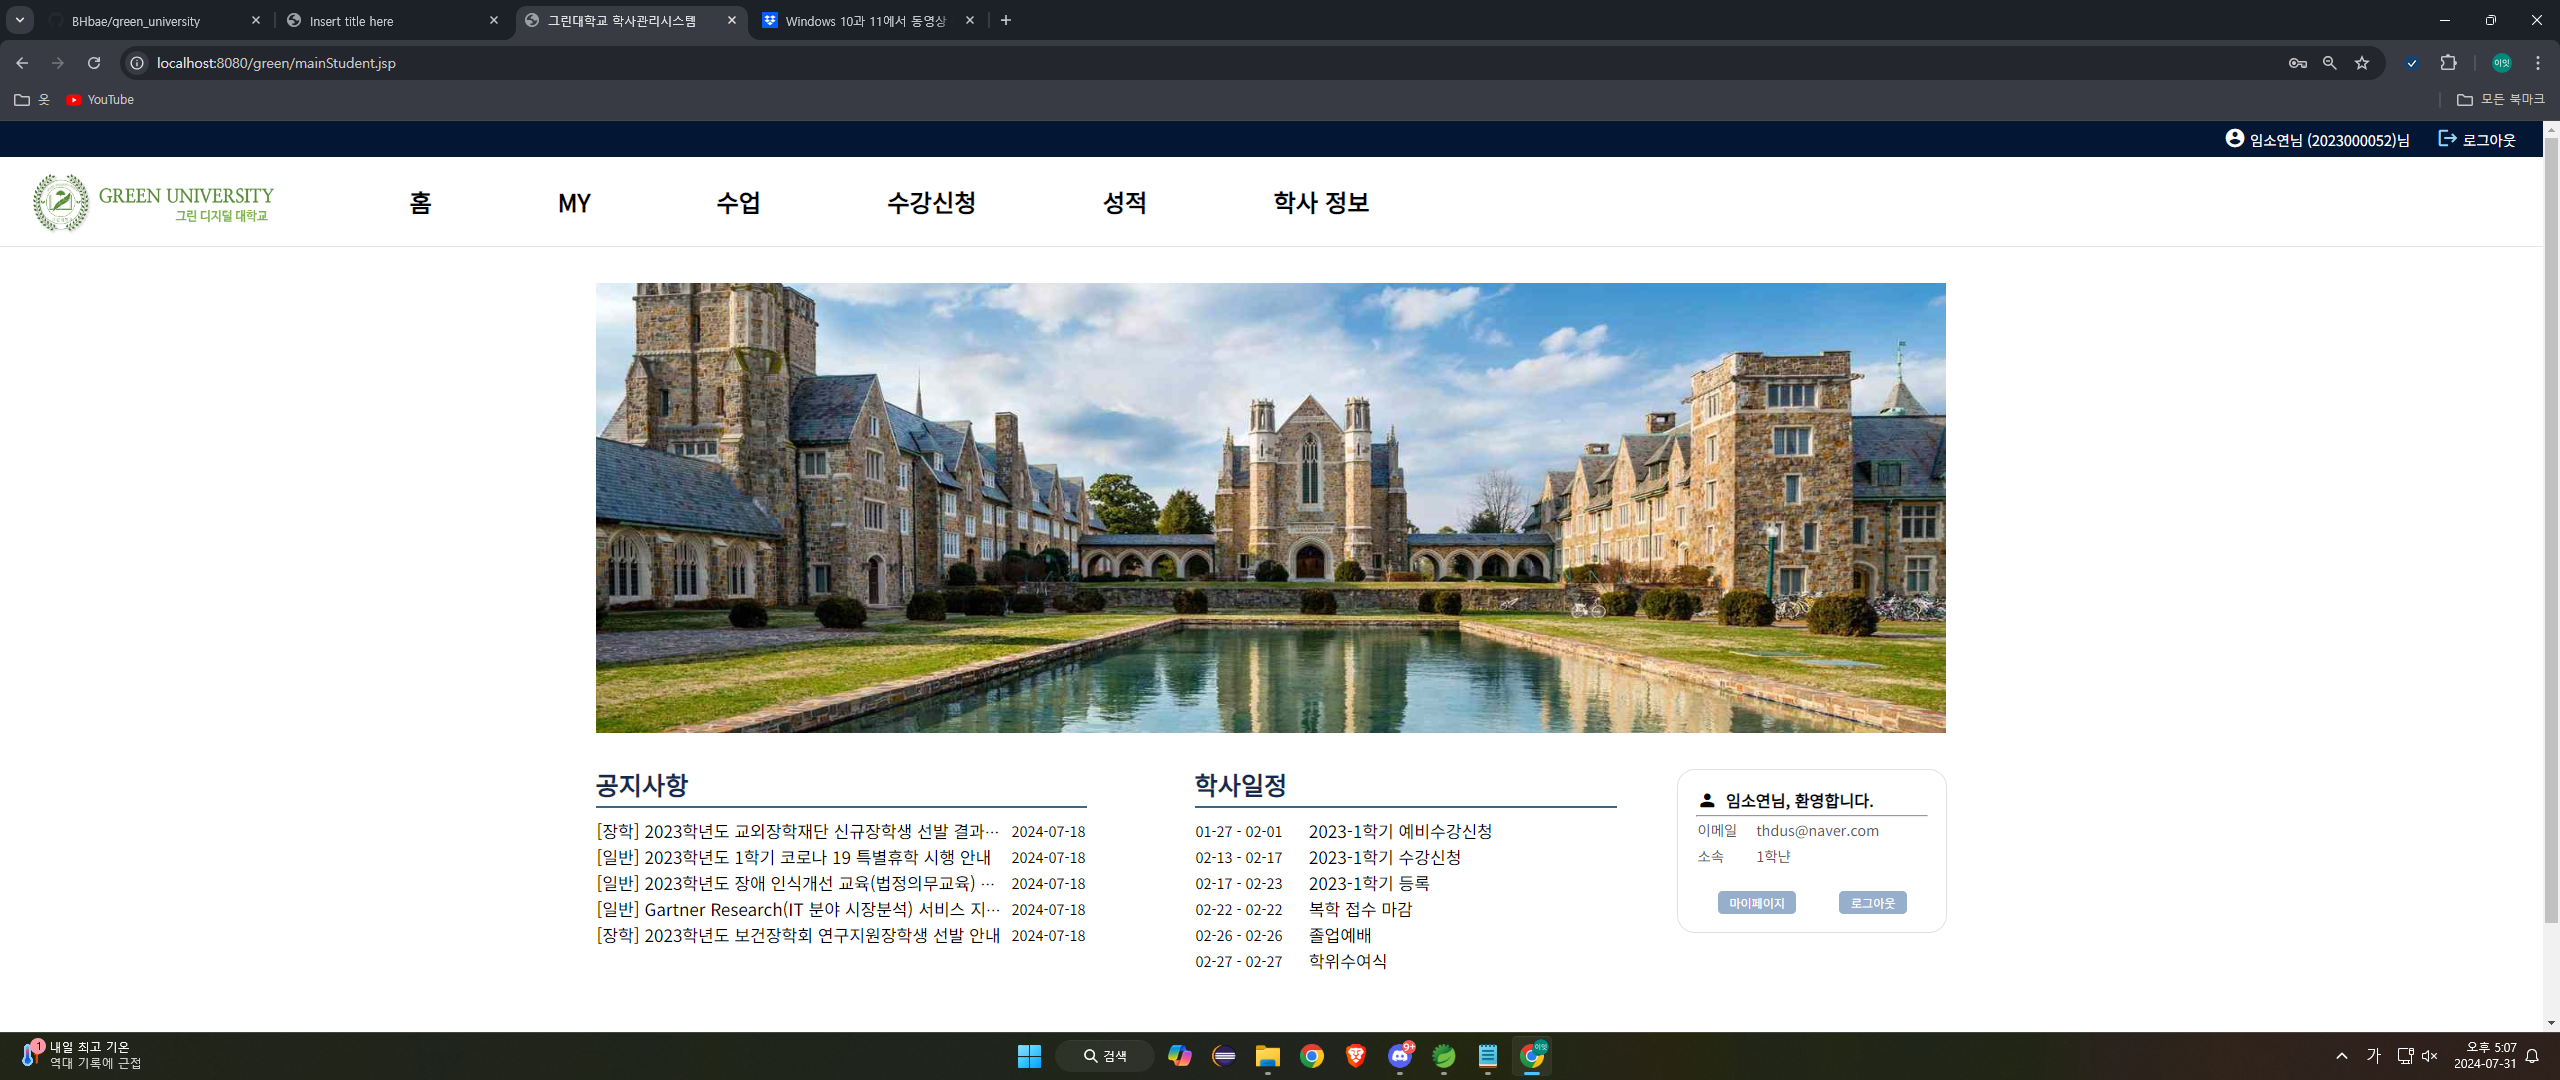 BHbae/green_university
Insert title here
그린대학교 학사관리시스템
Windows 10과 11에서 동영상
localhost:8080/green/mainStudent.jsp
이잇
옷
YouTube
모든 북마크
임소연님 (2023000052)님
로그아웃
GREEN UNIVERSITY
그린 디지털 대학교
홈
MY
수업
수강신청
성적
학사 정보
공지사항
[장학] 2023학년도 교외장학재단 신규장학생 선발 결과… 2024-07-18
[일반] 2023학년도 1학기 코로나 19 특별휴학 시행 안내 2024-07-18
[일반] 2023학년도 장애 인식개선 교육(법정의무교육) … 2024-07-18
[일반] Gartner Research(IT 분야 시장분석) 서비스 지… 2024-07-18
[장학] 2023학년도 보건장학회 연구지원장학생 선발 안내 2024-07-18
학사일정
01-27 - 02-01 2023-1학기 예비수강신청
02-13 - 02-17 2023-1학기 수강신청
02-17 - 02-23 2023-1학기 등록
02-22 - 02-22 복학 접수 마감
02-26 - 02-26 졸업예배
02-27 - 02-27 학위수여식
임소연님, 환영합니다.
이메일 thdus@naver.com
소속 1학냔
마이페이지
로그아웃
1
내일 최고 기온
역대 기록에 근접
검색
9+
이잇
가
오후 5:07
2024-07-31